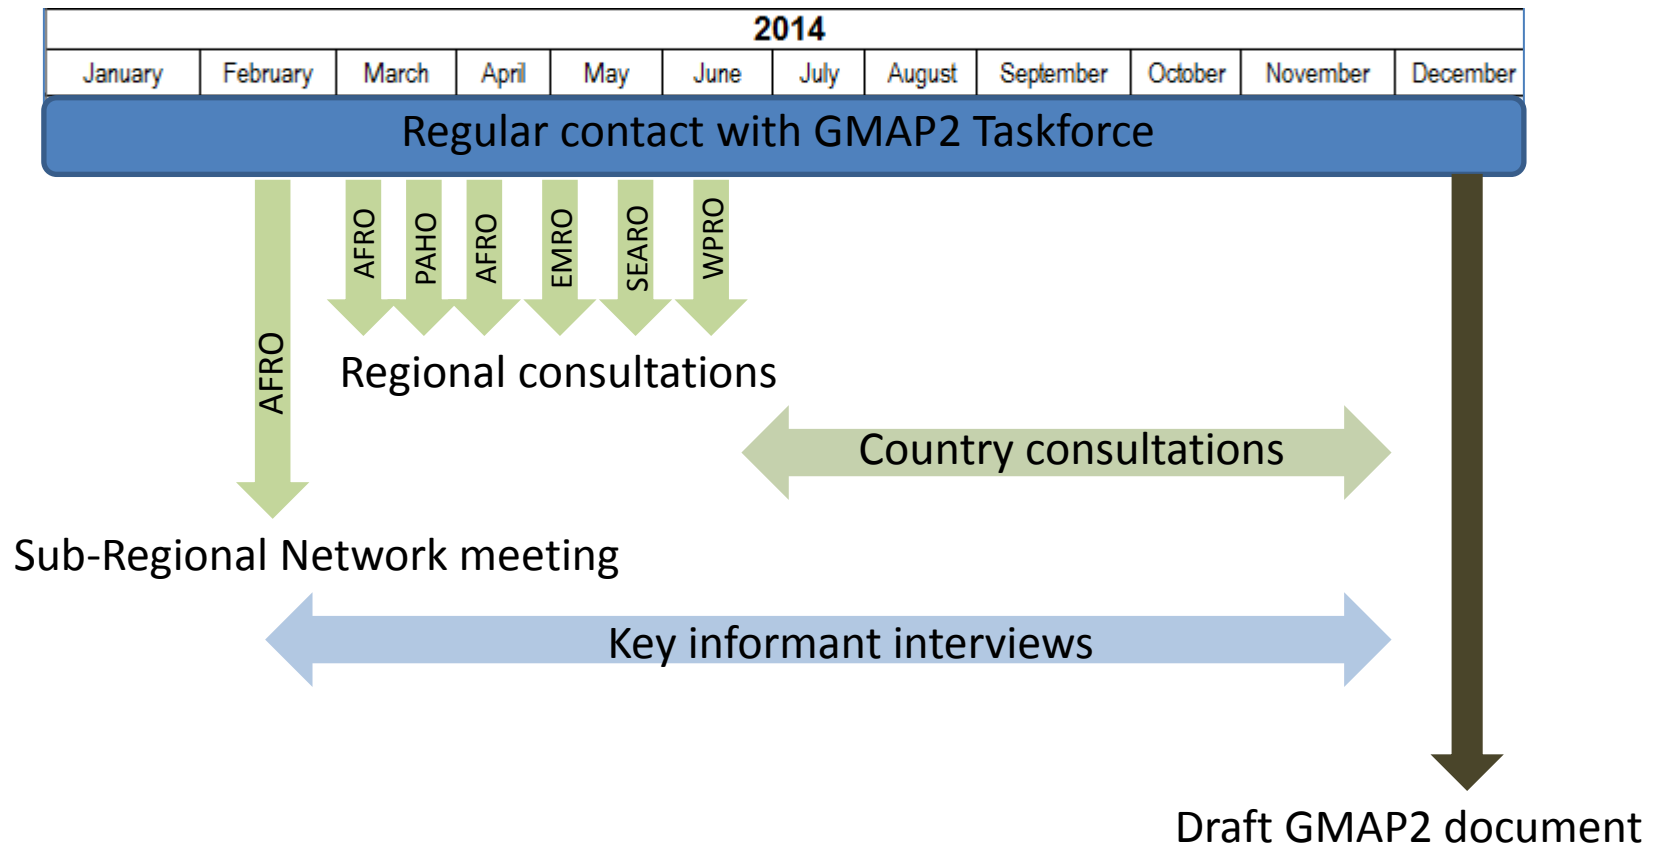 2014
January February March April May June July August September October November December
Regular contact with GMAP2 Taskforce
AFRO PAHO AFRO EMRO SEARO WPRO
AFRO
Regional consultations
Country consultations
Sub-Regional Network meeting
Key informant interviews
Draft GMAP2 document